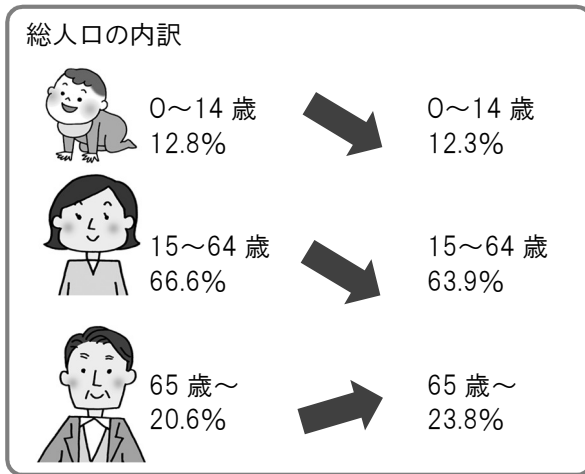 総人口の内訳
0～14 歳
12.8%
0～14 歳
12.3%
15～64 歳
66.6%
15～64 歳
63.9%
65 歳～
20.6%
65 歳～
23.8%